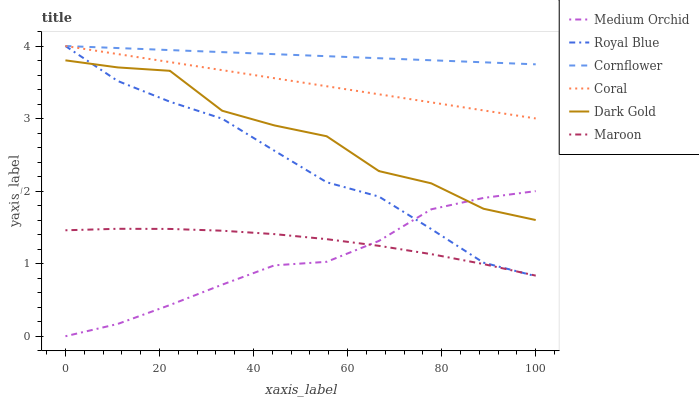 title
Medium Orchid
Royal Blue
Cornflower
Coral
Dark Gold
Maroon
yaxis_label
4
3
2
1
0
0 20 40 60 80 100
xaxis_label